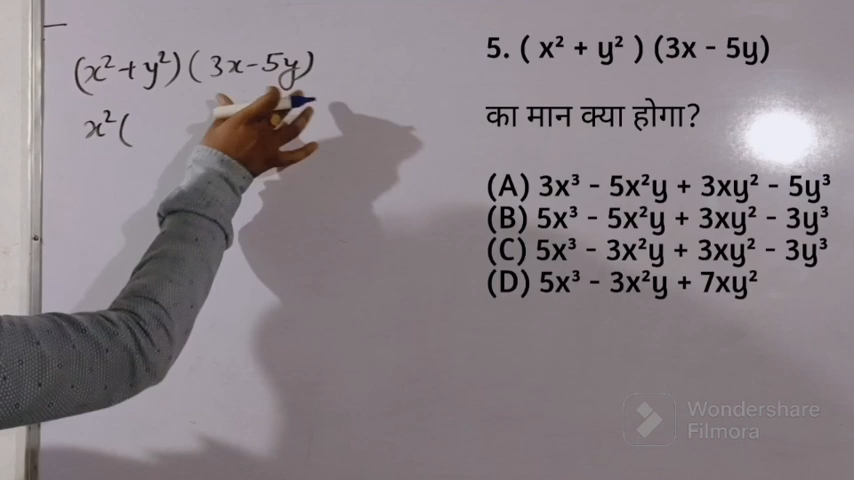 (x²+y²)(3x-5y)
x²(
5. ( x² + y² ) (3x - 5y)
का मान क्या होगा?
(A) 3x³ - 5x²y + 3xy² - 5y³
(B) 5x³ - 5x²y + 3xy² - 3y³
(C) 5x³ - 3x²y + 3xy² - 3y³
(D) 5x³ - 3x²y + 7xy²
Wondershare
Filmora